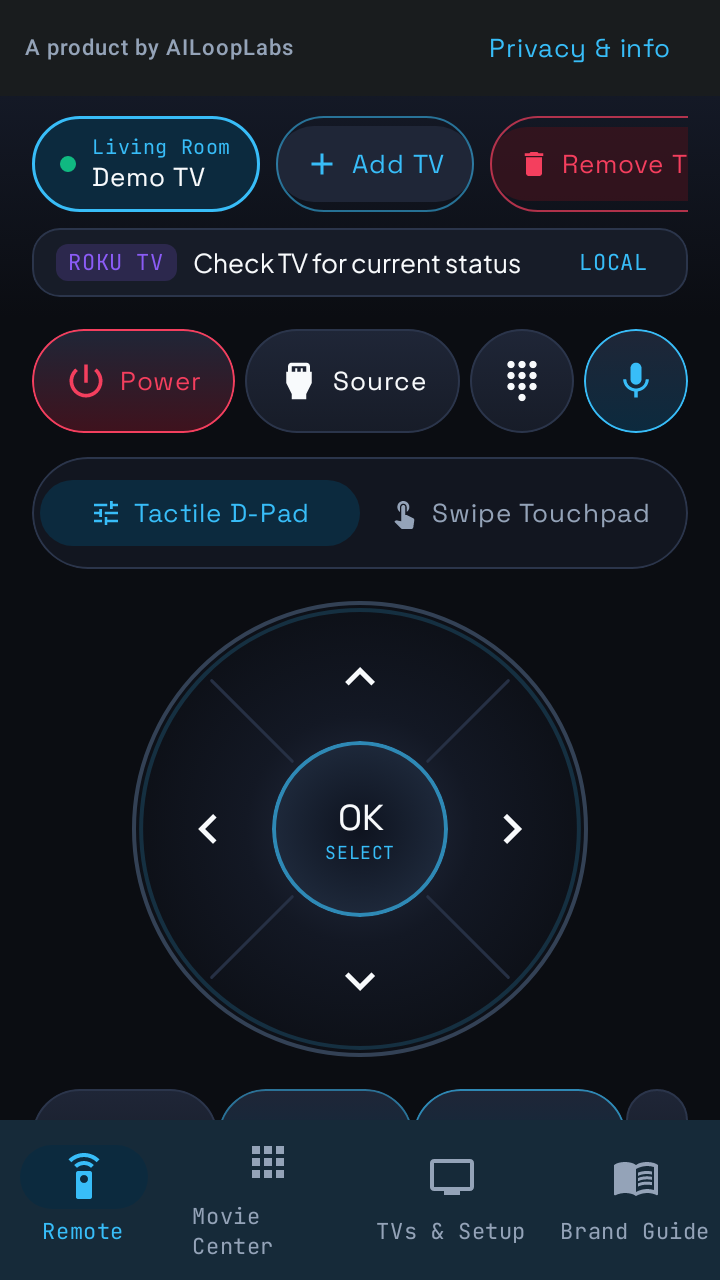 A product by AILoopLabs
Privacy & info
Living Room
Demo TV
Add TV
Remove T
ROKU TV
Check TV for current status
LOCAL
Power
Source
Tactile D-Pad
Swipe Touchpad
OK
SELECT
Remote
Movie
Center
TVs & Setup
Brand Guide